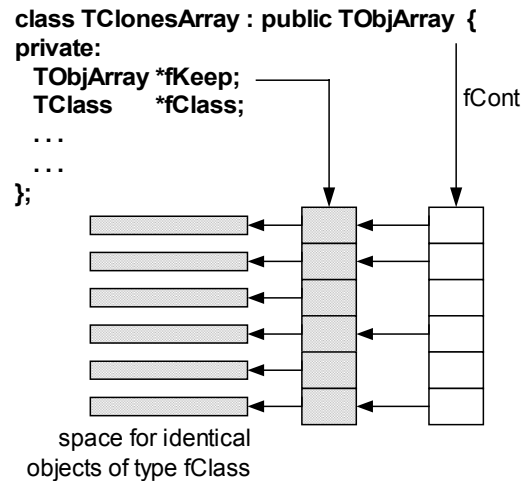 class TClonesArray : public TObjArray {
private:
TObjArray *fKeep;
TClass *fClass;
. . .
. . .
};
fCont
space for identical
objects of type fClass